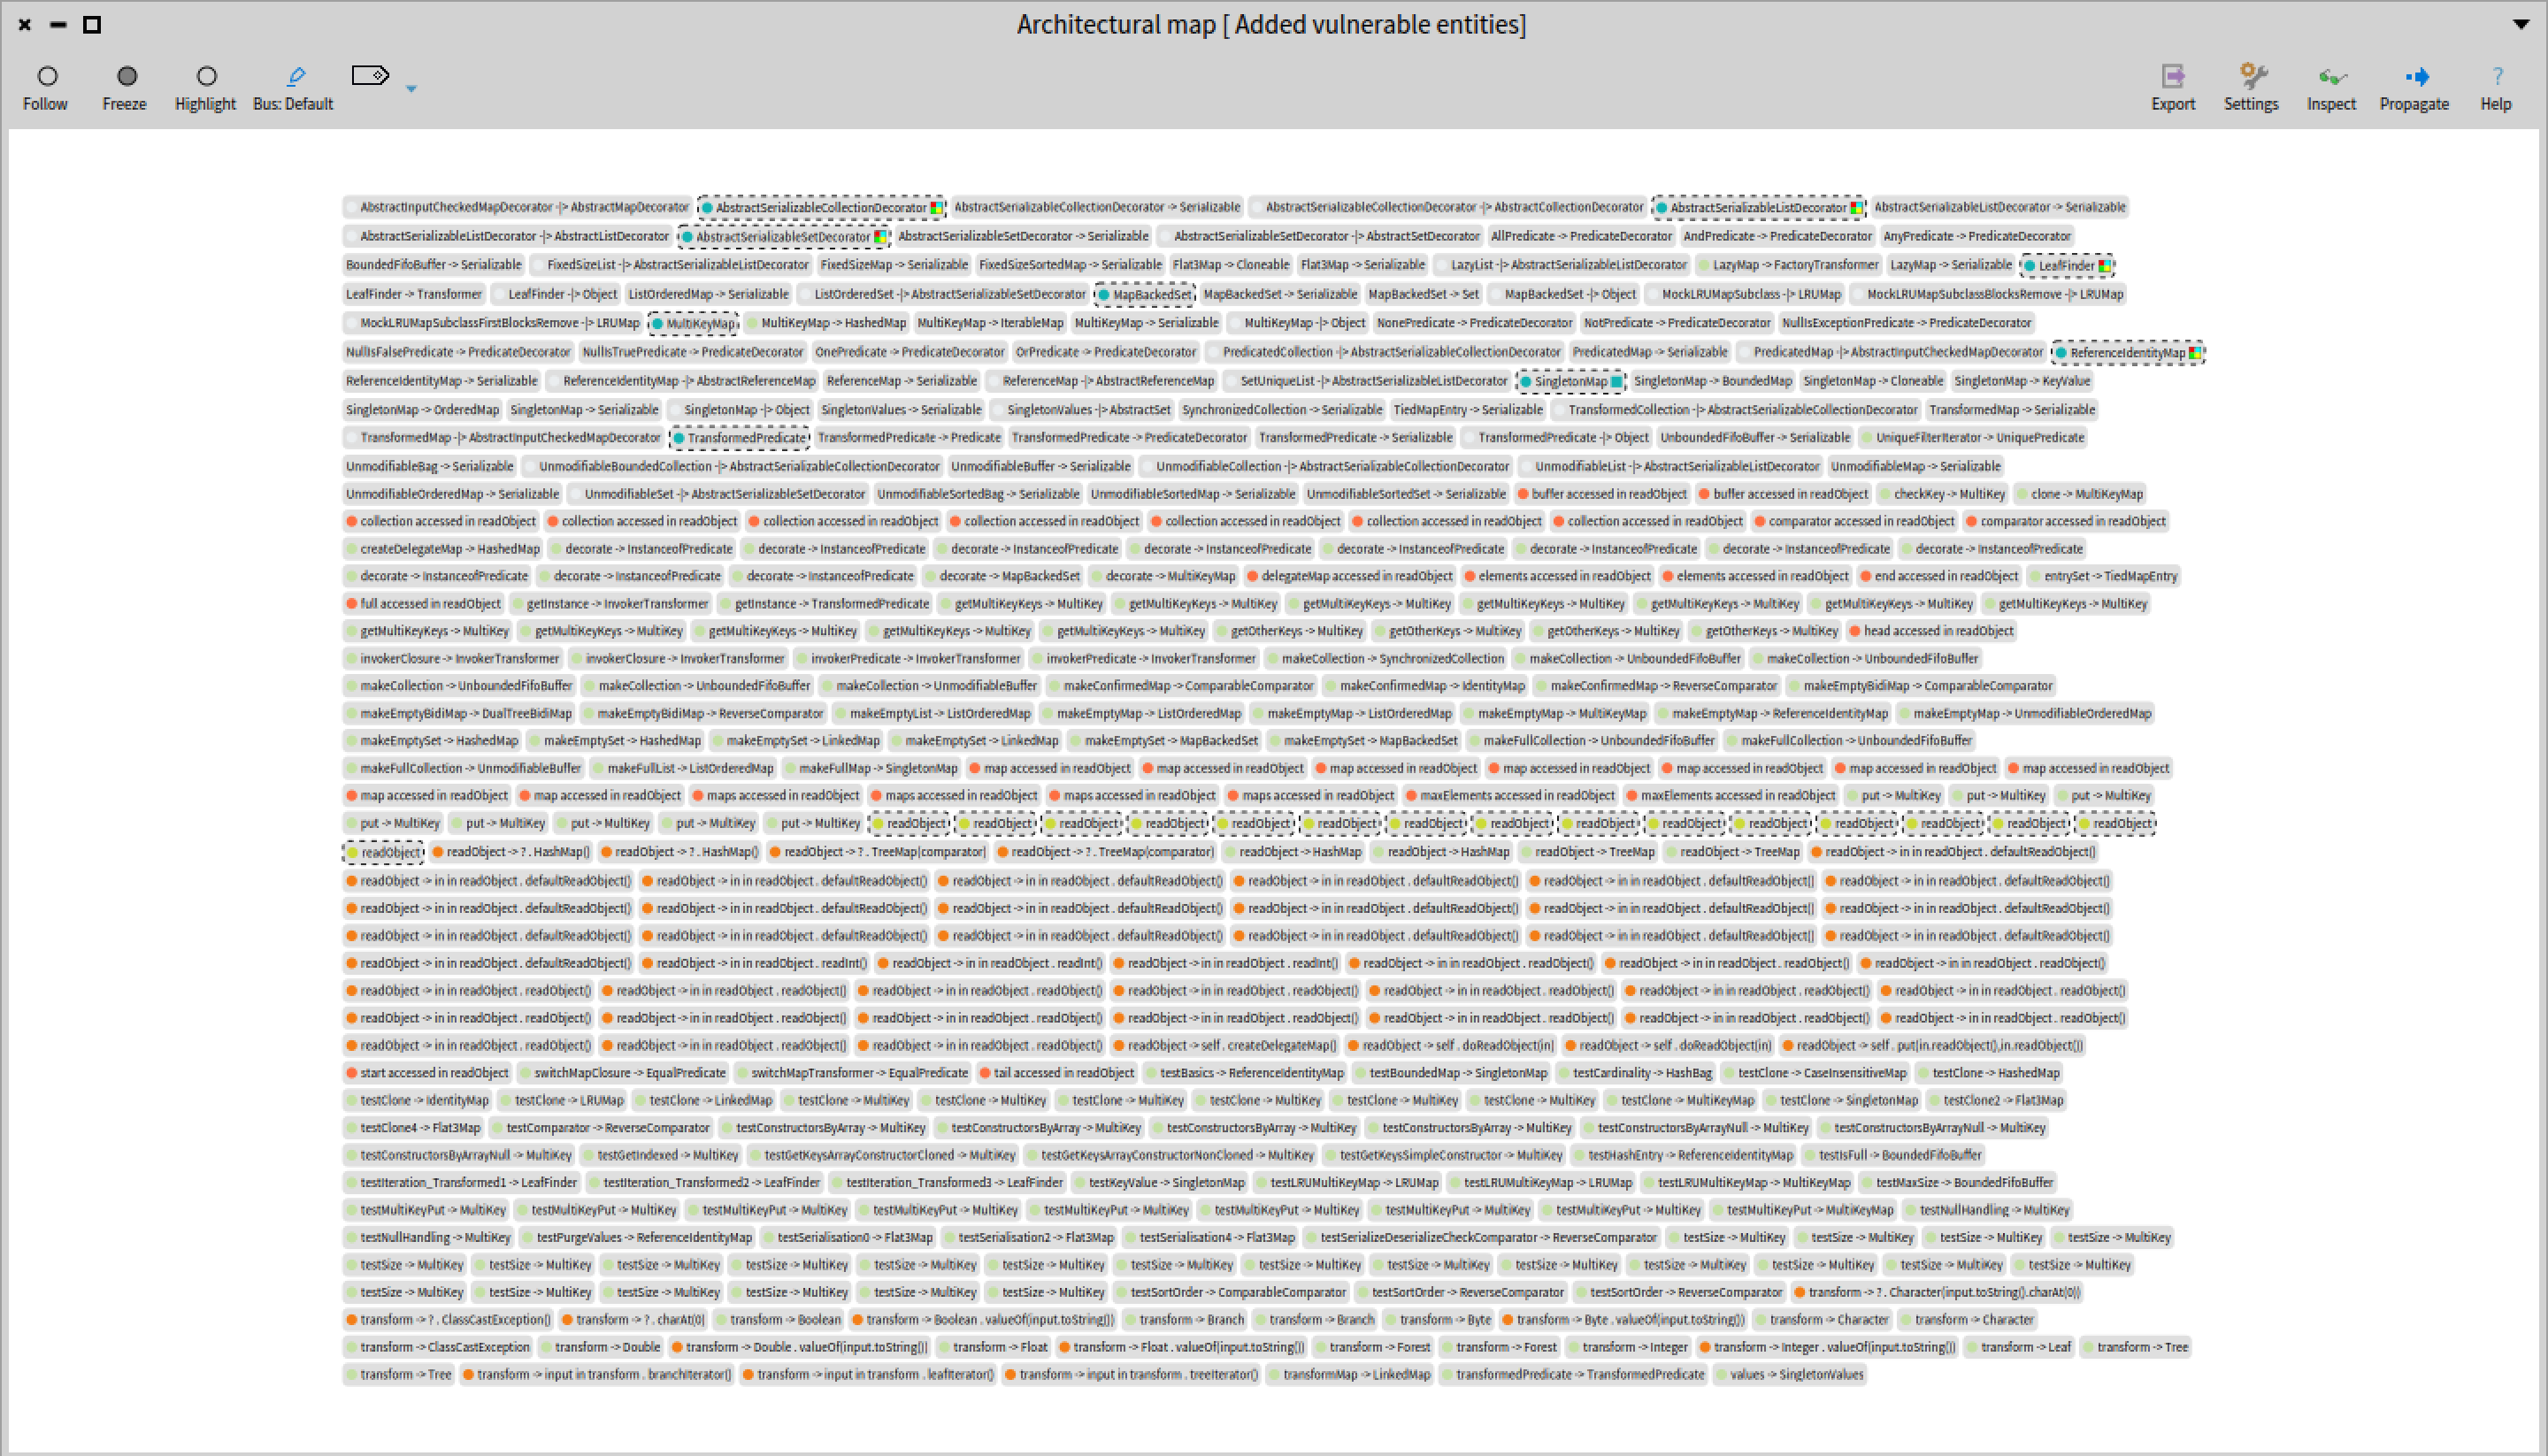 Architectural map [ Added vulnerable entities]
Follow Freeze Highlight Bus: Default Export Settings Inspect Propagate Help
AbstractInputCheckedMapDecorator -|> AbstractMapDecorator AbstractSerializableCollectionDecorator AbstractSerializableCollectionDecorator -> Serializable AbstractSerializableCollectionDecorator -|> AbstractCollectionDecorator AbstractSerializableListDecorator AbstractSerializableListDecorator -> Serializable
AbstractSerializableListDecorator -|> AbstractListDecorator AbstractSerializableSetDecorator AbstractSerializableSetDecorator -> Serializable AbstractSerializableSetDecorator -|> AbstractSetDecorator AllPredicate -> PredicateDecorator AndPredicate -> PredicateDecorator AnyPredicate -> PredicateDecorator
BoundedFifoBuffer -> Serializable FixedSizeList -|> AbstractSerializableListDecorator FixedSizeMap -> Serializable FixedSizeSortedMap -> Serializable Flat3Map -> Cloneable Flat3Map -> Serializable LazyList -|> AbstractSerializableListDecorator LazyMap -> FactoryTransformer LazyMap -> Serializable LeafFinder
LeafFinder -> Transformer LeafFinder -|> Object ListOrderedMap -> Serializable ListOrderedSet -|> AbstractSerializableSetDecorator MapBackedSet MapBackedSet -> Serializable MapBackedSet -> Set MapBackedSet -|> Object MockLRUMapSubclass -|> LRUMap MockLRUMapSubclassBlocksRemove -|> LRUMap
MockLRUMapSubclassFirstBlocksRemove -|> LRUMap MultiKeyMap MultiKeyMap -> HashedMap MultiKeyMap -> IterableMap MultiKeyMap -> Serializable MultiKeyMap -|> Object NonePredicate -> PredicateDecorator NotPredicate -> PredicateDecorator NullIsExceptionPredicate -> PredicateDecorator
NullIsFalsePredicate -> PredicateDecorator NullIsTruePredicate -> PredicateDecorator OnePredicate -> PredicateDecorator OrPredicate -> PredicateDecorator PredicatedCollection -|> AbstractSerializableCollectionDecorator PredicatedMap -> Serializable PredicatedMap -|> AbstractInputCheckedMapDecorator ReferenceIdentityMap
ReferenceIdentityMap -> Serializable ReferenceIdentityMap -|> AbstractReferenceMap ReferenceMap -> Serializable ReferenceMap -|> AbstractReferenceMap SetUniqueList -|> AbstractSerializableListDecorator SingletonMap SingletonMap -> BoundedMap SingletonMap -> Cloneable SingletonMap -> KeyValue
SingletonMap -> OrderedMap SingletonMap -> Serializable SingletonMap -|> Object SingletonValues -> Serializable SingletonValues -|> AbstractSet SynchronizedCollection -> Serializable TiedMapEntry -> Serializable TransformedCollection -|> AbstractSerializableCollectionDecorator TransformedMap -> Serializable
TransformedMap -|> AbstractInputCheckedMapDecorator TransformedPredicate TransformedPredicate -> Predicate TransformedPredicate -> PredicateDecorator TransformedPredicate -> Serializable TransformedPredicate -|> Object UnboundedFifoBuffer -> Serializable UniqueFilterIterator -> UniquePredicate
UnmodifiableBag -> Serializable UnmodifiableBoundedCollection -|> AbstractSerializableCollectionDecorator UnmodifiableBuffer -> Serializable UnmodifiableCollection -|> AbstractSerializableCollectionDecorator UnmodifiableList -|> AbstractSerializableListDecorator UnmodifiableMap -> Serializable
UnmodifiableOrderedMap -> Serializable UnmodifiableSet -|> AbstractSerializableSetDecorator UnmodifiableSortedBag -> Serializable UnmodifiableSortedMap -> Serializable UnmodifiableSortedSet -> Serializable buffer accessed in readObject buffer accessed in readObject checkKey -> MultiKey clone -> MultiKeyMap
collection accessed in readObject collection accessed in readObject collection accessed in readObject collection accessed in readObject collection accessed in readObject collection accessed in readObject collection accessed in readObject comparator accessed in readObject comparator accessed in readObject
createDelegateMap -> HashedMap decorate -> InstanceofPredicate decorate -> InstanceofPredicate decorate -> InstanceofPredicate decorate -> InstanceofPredicate decorate -> InstanceofPredicate decorate -> InstanceofPredicate decorate -> InstanceofPredicate decorate -> InstanceofPredicate
decorate -> InstanceofPredicate decorate -> InstanceofPredicate decorate -> InstanceofPredicate decorate -> MapBackedSet decorate -> MultiKeyMap delegateMap accessed in readObject elements accessed in readObject elements accessed in readObject end accessed in readObject entrySet -> TiedMapEntry
full accessed in readObject getInstance -> InvokerTransformer getInstance -> TransformedPredicate getMultiKeyKeys -> MultiKey getMultiKeyKeys -> MultiKey getMultiKeyKeys -> MultiKey getMultiKeyKeys -> MultiKey getMultiKeyKeys -> MultiKey getMultiKeyKeys -> MultiKey getMultiKeyKeys -> MultiKey
getMultiKeyKeys -> MultiKey getMultiKeyKeys -> MultiKey getMultiKeyKeys -> MultiKey getMultiKeyKeys -> MultiKey getMultiKeyKeys -> MultiKey getOtherKeys -> MultiKey getOtherKeys -> MultiKey getOtherKeys -> MultiKey getOtherKeys -> MultiKey head accessed in readObject
invokerClosure -> InvokerTransformer invokerClosure -> InvokerTransformer invokerPredicate -> InvokerTransformer invokerPredicate -> InvokerTransformer makeCollection -> SynchronizedCollection makeCollection -> UnboundedFifoBuffer makeCollection -> UnboundedFifoBuffer
makeCollection -> UnboundedFifoBuffer makeCollection -> UnboundedFifoBuffer makeCollection -> UnmodifiableBuffer makeConfirmedMap -> ComparableComparator makeConfirmedMap -> IdentityMap makeConfirmedMap -> ReverseComparator makeEmptyBidiMap -> ComparableComparator
makeEmptyBidiMap -> DualTreeBidiMap makeEmptyBidiMap -> ReverseComparator makeEmptyList -> ListOrderedMap makeEmptyMap -> ListOrderedMap makeEmptyMap -> ListOrderedMap makeEmptyMap -> MultiKeyMap makeEmptyMap -> ReferenceIdentityMap makeEmptyMap -> UnmodifiableOrderedMap
makeEmptySet -> HashedMap makeEmptySet -> HashedMap makeEmptySet -> LinkedMap makeEmptySet -> LinkedMap makeEmptySet -> MapBackedSet makeEmptySet -> MapBackedSet makeFullCollection -> UnboundedFifoBuffer makeFullCollection -> UnboundedFifoBuffer
makeFullCollection -> UnmodifiableBuffer makeFullList -> ListOrderedMap makeFullMap -> SingletonMap map accessed in readObject map accessed in readObject map accessed in readObject map accessed in readObject map accessed in readObject map accessed in readObject map accessed in readObject
map accessed in readObject map accessed in readObject maps accessed in readObject maps accessed in readObject maps accessed in readObject maps accessed in readObject maxElements accessed in readObject maxElements accessed in readObject put -> MultiKey put -> MultiKey put -> MultiKey
put -> MultiKey put -> MultiKey put -> MultiKey put -> MultiKey put -> MultiKey readObject readObject readObject readObject readObject readObject readObject readObject readObject readObject readObject readObject readObject readObject readObject
readObject readObject -> ? . HashMap() readObject -> ? . HashMap() readObject -> ? . TreeMap(comparator) readObject -> ? . TreeMap(comparator) readObject -> HashMap readObject -> HashMap readObject -> TreeMap readObject -> TreeMap readObject -> in in readObject . defaultReadObject()
readObject -> in in readObject . defaultReadObject() readObject -> in in readObject . defaultReadObject() readObject -> in in readObject . defaultReadObject() readObject -> in in readObject . defaultReadObject() readObject -> in in readObject . defaultReadObject() readObject -> in in readObject . defaultReadObject()
readObject -> in in readObject . defaultReadObject() readObject -> in in readObject . defaultReadObject() readObject -> in in readObject . defaultReadObject() readObject -> in in readObject . defaultReadObject() readObject -> in in readObject . defaultReadObject() readObject -> in in readObject . defaultReadObject()
readObject -> in in readObject . defaultReadObject() readObject -> in in readObject . defaultReadObject() readObject -> in in readObject . defaultReadObject() readObject -> in in readObject . defaultReadObject() readObject -> in in readObject . defaultReadObject() readObject -> in in readObject . defaultReadObject()
readObject -> in in readObject . defaultReadObject() readObject -> in in readObject . readInt() readObject -> in in readObject . readInt() readObject -> in in readObject . readInt() readObject -> in in readObject . readObject() readObject -> in in readObject . readObject() readObject -> in in readObject . readObject()
readObject -> in in readObject . readObject() readObject -> in in readObject . readObject() readObject -> in in readObject . readObject() readObject -> in in readObject . readObject() readObject -> in in readObject . readObject() readObject -> in in readObject . readObject() readObject -> in in readObject . readObject()
readObject -> in in readObject . readObject() readObject -> in in readObject . readObject() readObject -> in in readObject . readObject() readObject -> in in readObject . readObject() readObject -> in in readObject . readObject() readObject -> in in readObject . readObject() readObject -> in in readObject . readObject()
readObject -> in in readObject . readObject() readObject -> in in readObject . readObject() readObject -> in in readObject . readObject() readObject -> self . createDelegateMap() readObject -> self . doReadObject(in) readObject -> self . doReadObject(in) readObject -> self . put(in.readObject(),in.readObject())
start accessed in readObject switchMapClosure -> EqualPredicate switchMapTransformer -> EqualPredicate tail accessed in readObject testBasics -> ReferenceIdentityMap testBoundedMap -> SingletonMap testCardinality -> HashBag testClone -> CaseInsensitiveMap testClone -> HashedMap
testClone -> IdentityMap testClone -> LRUMap testClone -> LinkedMap testClone -> MultiKey testClone -> MultiKey testClone -> MultiKey testClone -> MultiKey testClone -> MultiKey testClone -> MultiKey testClone -> MultiKeyMap testClone -> SingletonMap testClone2 -> Flat3Map
testClone4 -> Flat3Map testComparator -> ReverseComparator testConstructorsByArray -> MultiKey testConstructorsByArray -> MultiKey testConstructorsByArray -> MultiKey testConstructorsByArray -> MultiKey testConstructorsByArrayNull -> MultiKey testConstructorsByArrayNull -> MultiKey
testConstructorsByArrayNull -> MultiKey testGetIndexed -> MultiKey testGetKeysArrayConstructorCloned -> MultiKey testGetKeysArrayConstructorNonCloned -> MultiKey testGetKeysSimpleConstructor -> MultiKey testHashEntry -> ReferenceIdentityMap testIsFull -> BoundedFifoBuffer
testIteration_Transformed1 -> LeafFinder testIteration_Transformed2 -> LeafFinder testIteration_Transformed3 -> LeafFinder testKeyValue -> SingletonMap testLRUMultiKeyMap -> LRUMap testLRUMultiKeyMap -> LRUMap testLRUMultiKeyMap -> MultiKeyMap testMaxSize -> BoundedFifoBuffer
testMultiKeyPut -> MultiKey testMultiKeyPut -> MultiKey testMultiKeyPut -> MultiKey testMultiKeyPut -> MultiKey testMultiKeyPut -> MultiKey testMultiKeyPut -> MultiKey testMultiKeyPut -> MultiKey testMultiKeyPut -> MultiKey testMultiKeyPut -> MultiKeyMap testNullHandling -> MultiKey
testNullHandling -> MultiKey testPurgeValues -> ReferenceIdentityMap testSerialisation0 -> Flat3Map testSerialisation2 -> Flat3Map testSerialisation4 -> Flat3Map testSerializeDeserializeCheckComparator -> ReverseComparator testSize -> MultiKey testSize -> MultiKey testSize -> MultiKey testSize -> MultiKey
testSize -> MultiKey testSize -> MultiKey testSize -> MultiKey testSize -> MultiKey testSize -> MultiKey testSize -> MultiKey testSize -> MultiKey testSize -> MultiKey testSize -> MultiKey testSize -> MultiKey testSize -> MultiKey testSize -> MultiKey testSize -> MultiKey testSize -> MultiKey
testSize -> MultiKey testSize -> MultiKey testSize -> MultiKey testSize -> MultiKey testSize -> MultiKey testSize -> MultiKey testSortOrder -> ComparableComparator testSortOrder -> ReverseComparator testSortOrder -> ReverseComparator transform -> ? . Character(input.toString().charAt(0))
transform -> ? . ClassCastException() transform -> ? . charAt(0) transform -> Boolean transform -> Boolean . valueOf(input.toString()) transform -> Branch transform -> Branch transform -> Byte transform -> Byte . valueOf(input.toString()) transform -> Character transform -> Character
transform -> ClassCastException transform -> Double transform -> Double . valueOf(input.toString()) transform -> Float transform -> Float . valueOf(input.toString()) transform -> Forest transform -> Forest transform -> Integer transform -> Integer . valueOf(input.toString()) transform -> Leaf transform -> Tree
transform -> Tree transform -> input in transform . branchIterator() transform -> input in transform . leafIterator() transform -> input in transform . treeIterator() transformMap -> LinkedMap transformedPredicate -> TransformedPredicate values -> SingletonValues